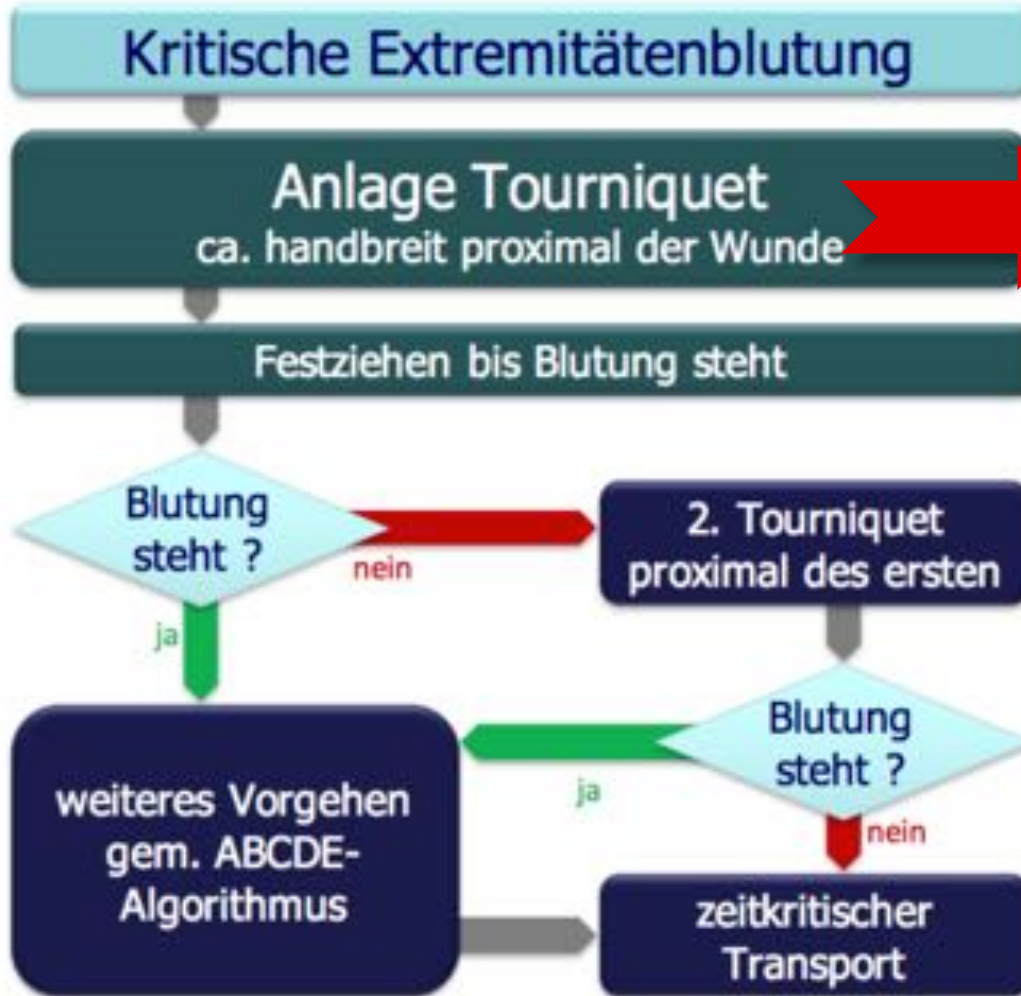 Kritische Extremitätenblutung
Anlage Tourniquet
ca. handbreit proximal der Wunde
Festziehen bis Blutung steht
Blutung
steht ?
nein
2. Tourniquet
proximal des ersten
ja
Blutung
steht ?
ja
nein
weiteres Vorgehen
gem. ABCDE-
Algorithmus
zeitkritischer
Transport